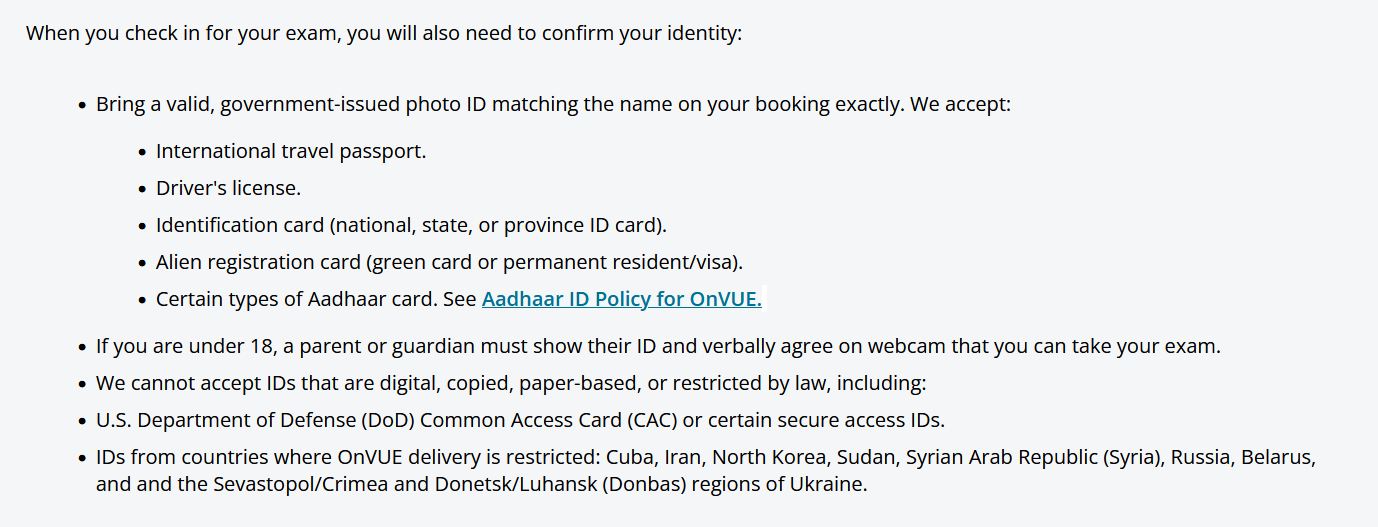 When you check in for your exam, you will also need to confirm your identity:
• Bring a valid, government-issued photo ID matching the name on your booking exactly. We accept:
• International travel passport.
• Driver's license.
• Identification card (national, state, or province ID card).
• Alien registration card (green card or permanent resident/visa).
• Certain types of Aadhaar card. See Aadhaar ID Policy for OnVUE.
• If you are under 18, a parent or guardian must show their ID and verbally agree on webcam that you can take your exam.
• We cannot accept IDs that are digital, copied, paper-based, or restricted by law, including:
• U.S. Department of Defense (DoD) Common Access Card (CAC) or certain secure access IDs.
• IDs from countries where OnVUE delivery is restricted: Cuba, Iran, North Korea, Sudan, Syrian Arab Republic (Syria), Russia, Belarus,
and and the Sevastopol/Crimea and Donetsk/Luhansk (Donbas) regions of Ukraine.